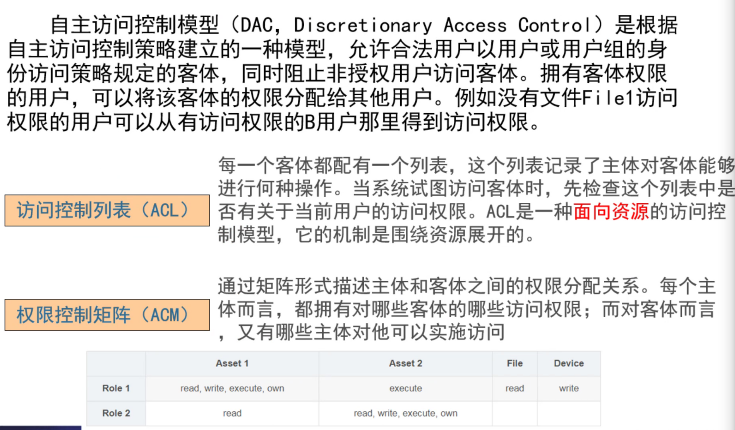 自主访问控制模型（DAC，Discretionary Access Control）是根据
自主访问控制策略建立的一种模型，允许合法用户以用户或用户组的身
份访问策略规定的客体，同时阻止非授权用户访问客体。拥有客体权限
的用户，可以将该客体的权限分配给其他用户。例如没有文件File1访问
权限的用户可以从有访问权限的B用户那里得到访问权限。
访问控制列表（ACL）
每一个客体都配有一个列表，这个列表记录了主体对客体能够
进行何种操作。当系统试图访问客体时，先检查这个列表中是
否有关于当前用户的访问权限。ACL是一种面向资源的访问控
制模型，它的机制是围绕资源展开的。
权限控制矩阵（ACM）
通过矩阵形式描述主体和客体之间的权限分配关系。每个主
体而言，都拥有对哪些客体的哪些访问权限；而对客体而言
，又有哪些主体对他可以实施访问
Asset 1 Asset 2 File Device
Role 1 read, write, execute, own execute read write
Role 2 read read, write, execute, own